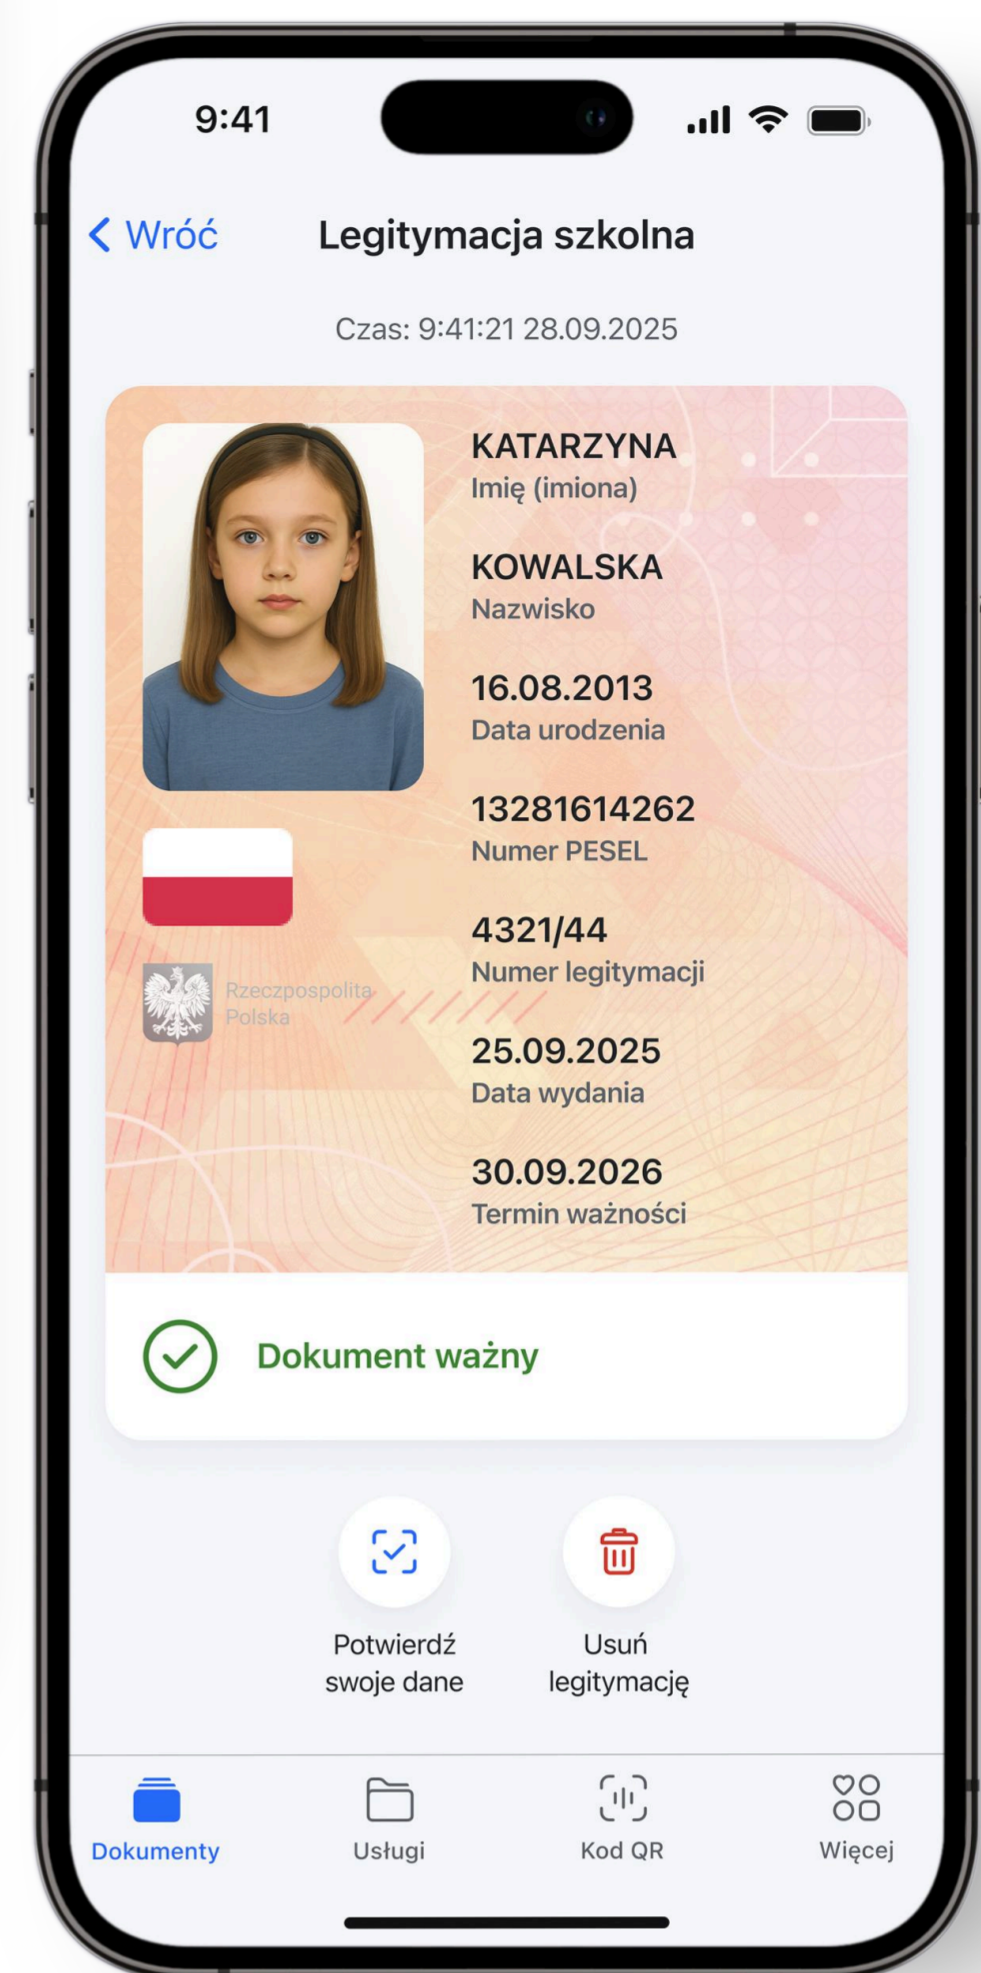 9:41
Wróć
Legitymacja szkolna
Czas: 9:41:21 28.09.2025
KATARZYNA
Imię (imiona)
KOWALSKA
Nazwisko
16.08.2013
Data urodzenia
13281614262
Numer PESEL
4321/44
Numer legitymacji
Rzeczpospolita
Polska
25.09.2025
Data wydania
30.09.2026
Termin ważności
Dokument ważny
Potwierdź
swoje dane
Usuń
legitymację
Dokumenty
Usługi
Kod QR
Więcej